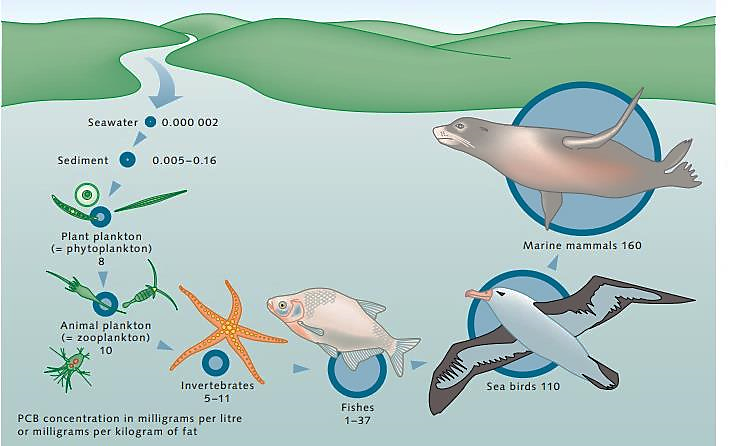 Seawater 0.000 002
Sediment 0.005–0.16
Plant plankton
(= phytoplankton)
8
Animal plankton
(= zooplankton)
10
Invertebrates
5–11
Fishes
1–37
Sea birds 110
Marine mammals 160
PCB concentration in milligrams per litre
or milligrams per kilogram of fat